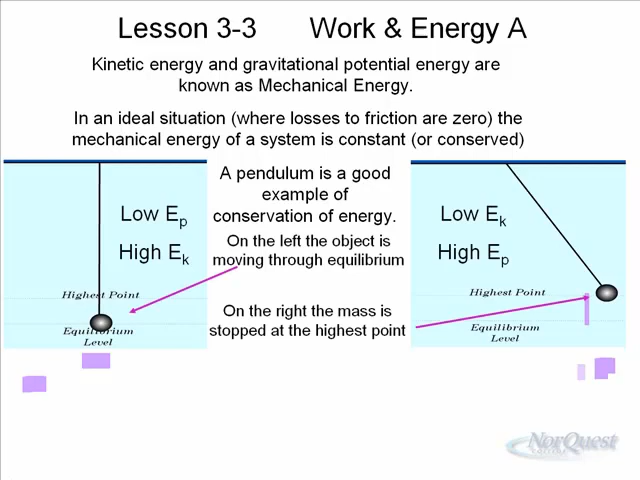 Lesson 3-3 Work & Energy A
Kinetic energy and gravitational potential energy are
known as Mechanical Energy.
In an ideal situation (where losses to friction are zero) the
mechanical energy of a system is constant (or conserved)
Low Ep
High Ek
Highest Point
Equilibrium
Level
A pendulum is a good
example of
conservation of energy.
On the left the object is
moving through equilibrium
On the right the mass is
stopped at the highest point
Low Ek
High Ep
Highest Point
Equilibrium
Level
NorQuest